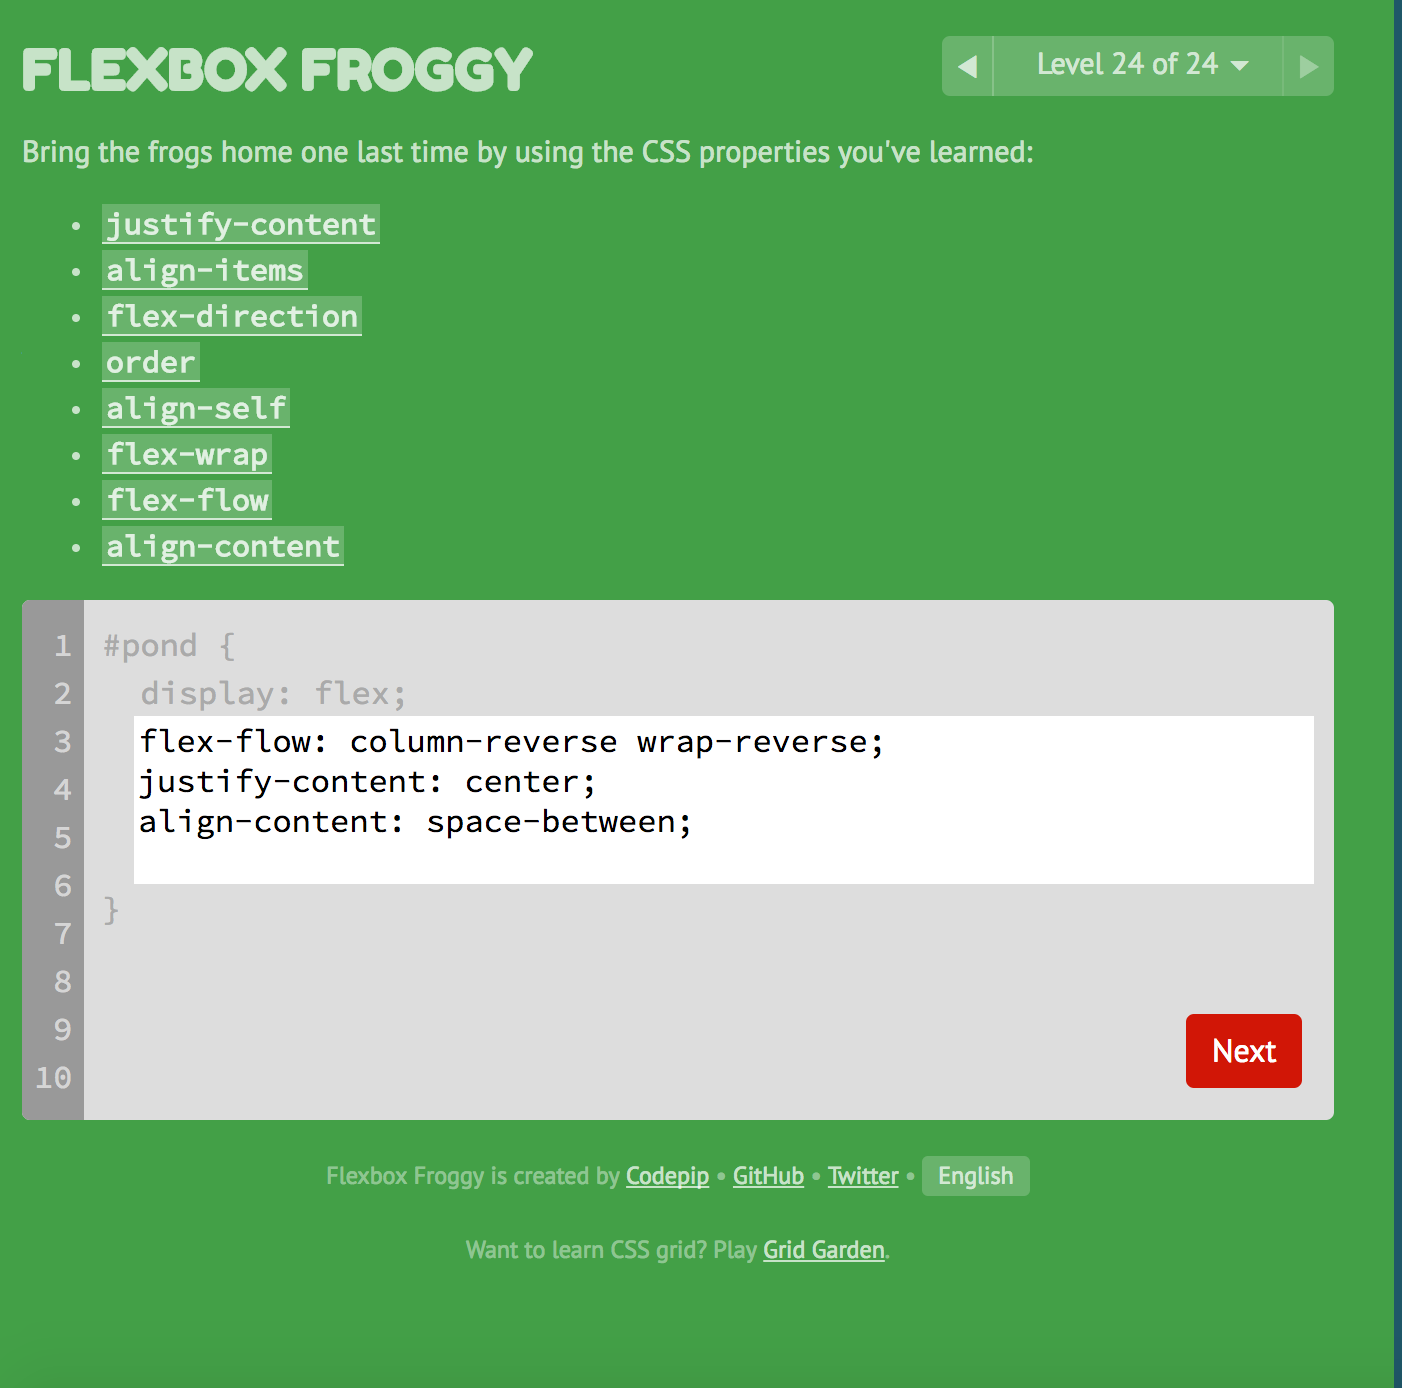 FLEXBOX FROGGY
Level 24 of 24
Bring the frogs home one last time by using the CSS properties you've learned:
• justify-content
• align-items
• flex-direction
• order
• align-self
• flex-wrap
• flex-flow
• align-content
1 #pond {
2 display: flex;
3 flex-flow: column-reverse wrap-reverse;
4 justify-content: center;
5 align-content: space-between;
6 }
7
8
9
10
Next
Flexbox Froggy is created by Codepip • GitHub • Twitter • English
Want to learn CSS grid? Play Grid Garden.